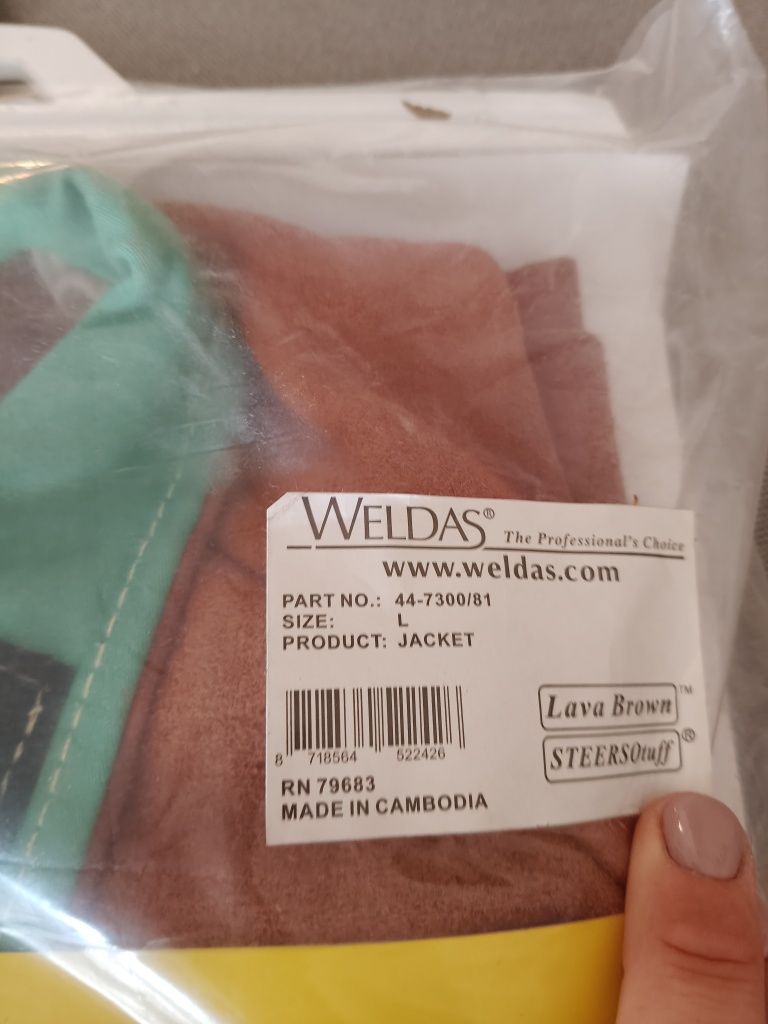 WELDAS® The Professional's Choice
www.weldas.com
PART NO.: 44-7300/81
SIZE: L
PRODUCT: JACKET
Lava Brown™
STEERSOtuff®
8 718564 522426
RN 79683
MADE IN CAMBODIA